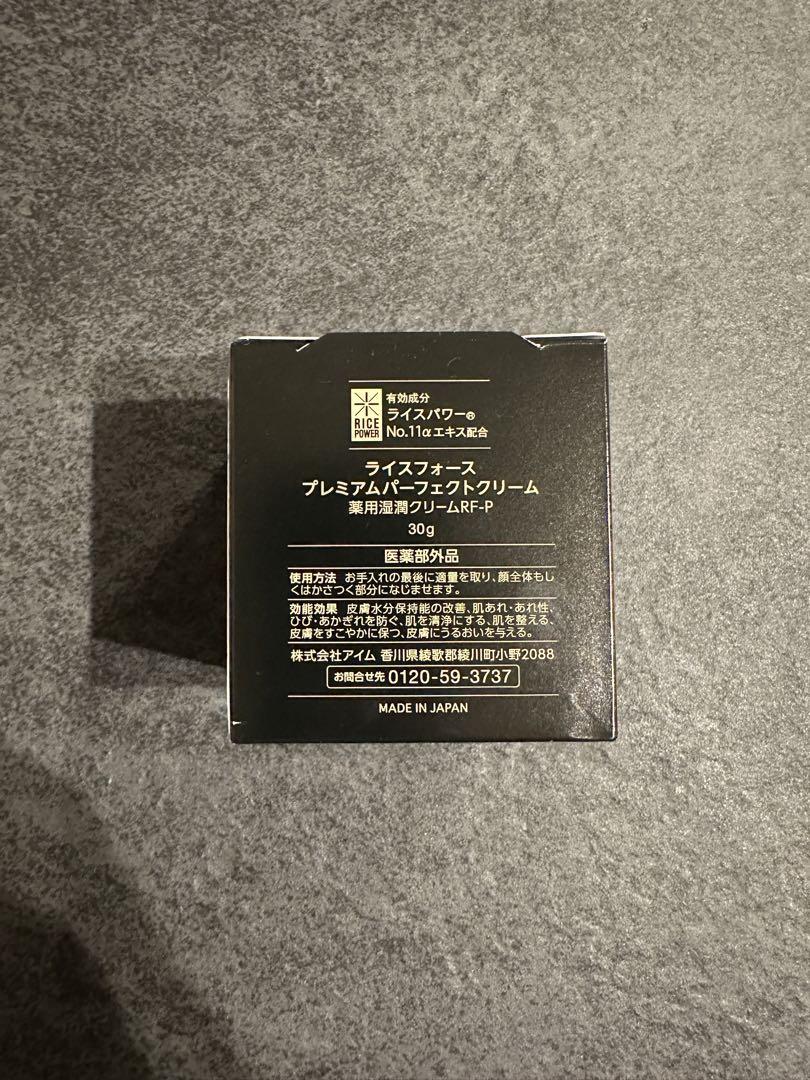 RICE
POWER
有効成分
ライスパワー®
No.11αエキス配合
ライスフォース
プレミアムパーフェクトクリーム
薬用湿潤クリームRF-P
30g
医薬部外品
使用方法 お手入れの最後に適量を取り、顔全体もし
くはかさつく部分になじませます。
効能効果 皮膚水分保持能の改善、肌あれ・あれ性、
ひび・あかぎれを防ぐ、肌を清浄にする、肌を整える、
皮膚をすこやかに保つ、皮膚にうるおいを与える。
株式会社アイム 香川県綾歌郡綾川町小野2088
お問合せ先 0120-59-3737
MADE IN JAPAN